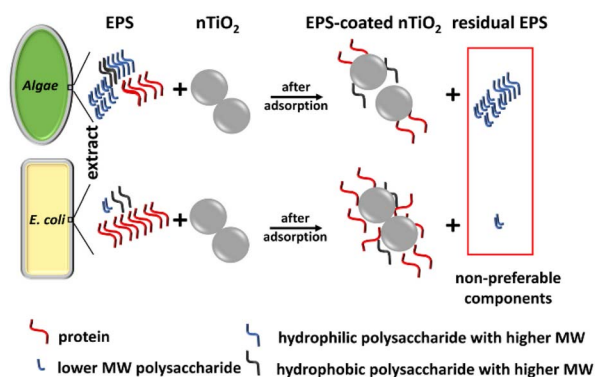 EPS nTiO₂ EPS-coated nTiO₂ residual EPS
Algae
+
after
adsorption
+
extract
E. coli
+
after
adsorption
+
non-preferable
components
protein
hydrophilic polysaccharide with higher MW
lower MW polysaccharide
hydrophobic polysaccharide with higher MW